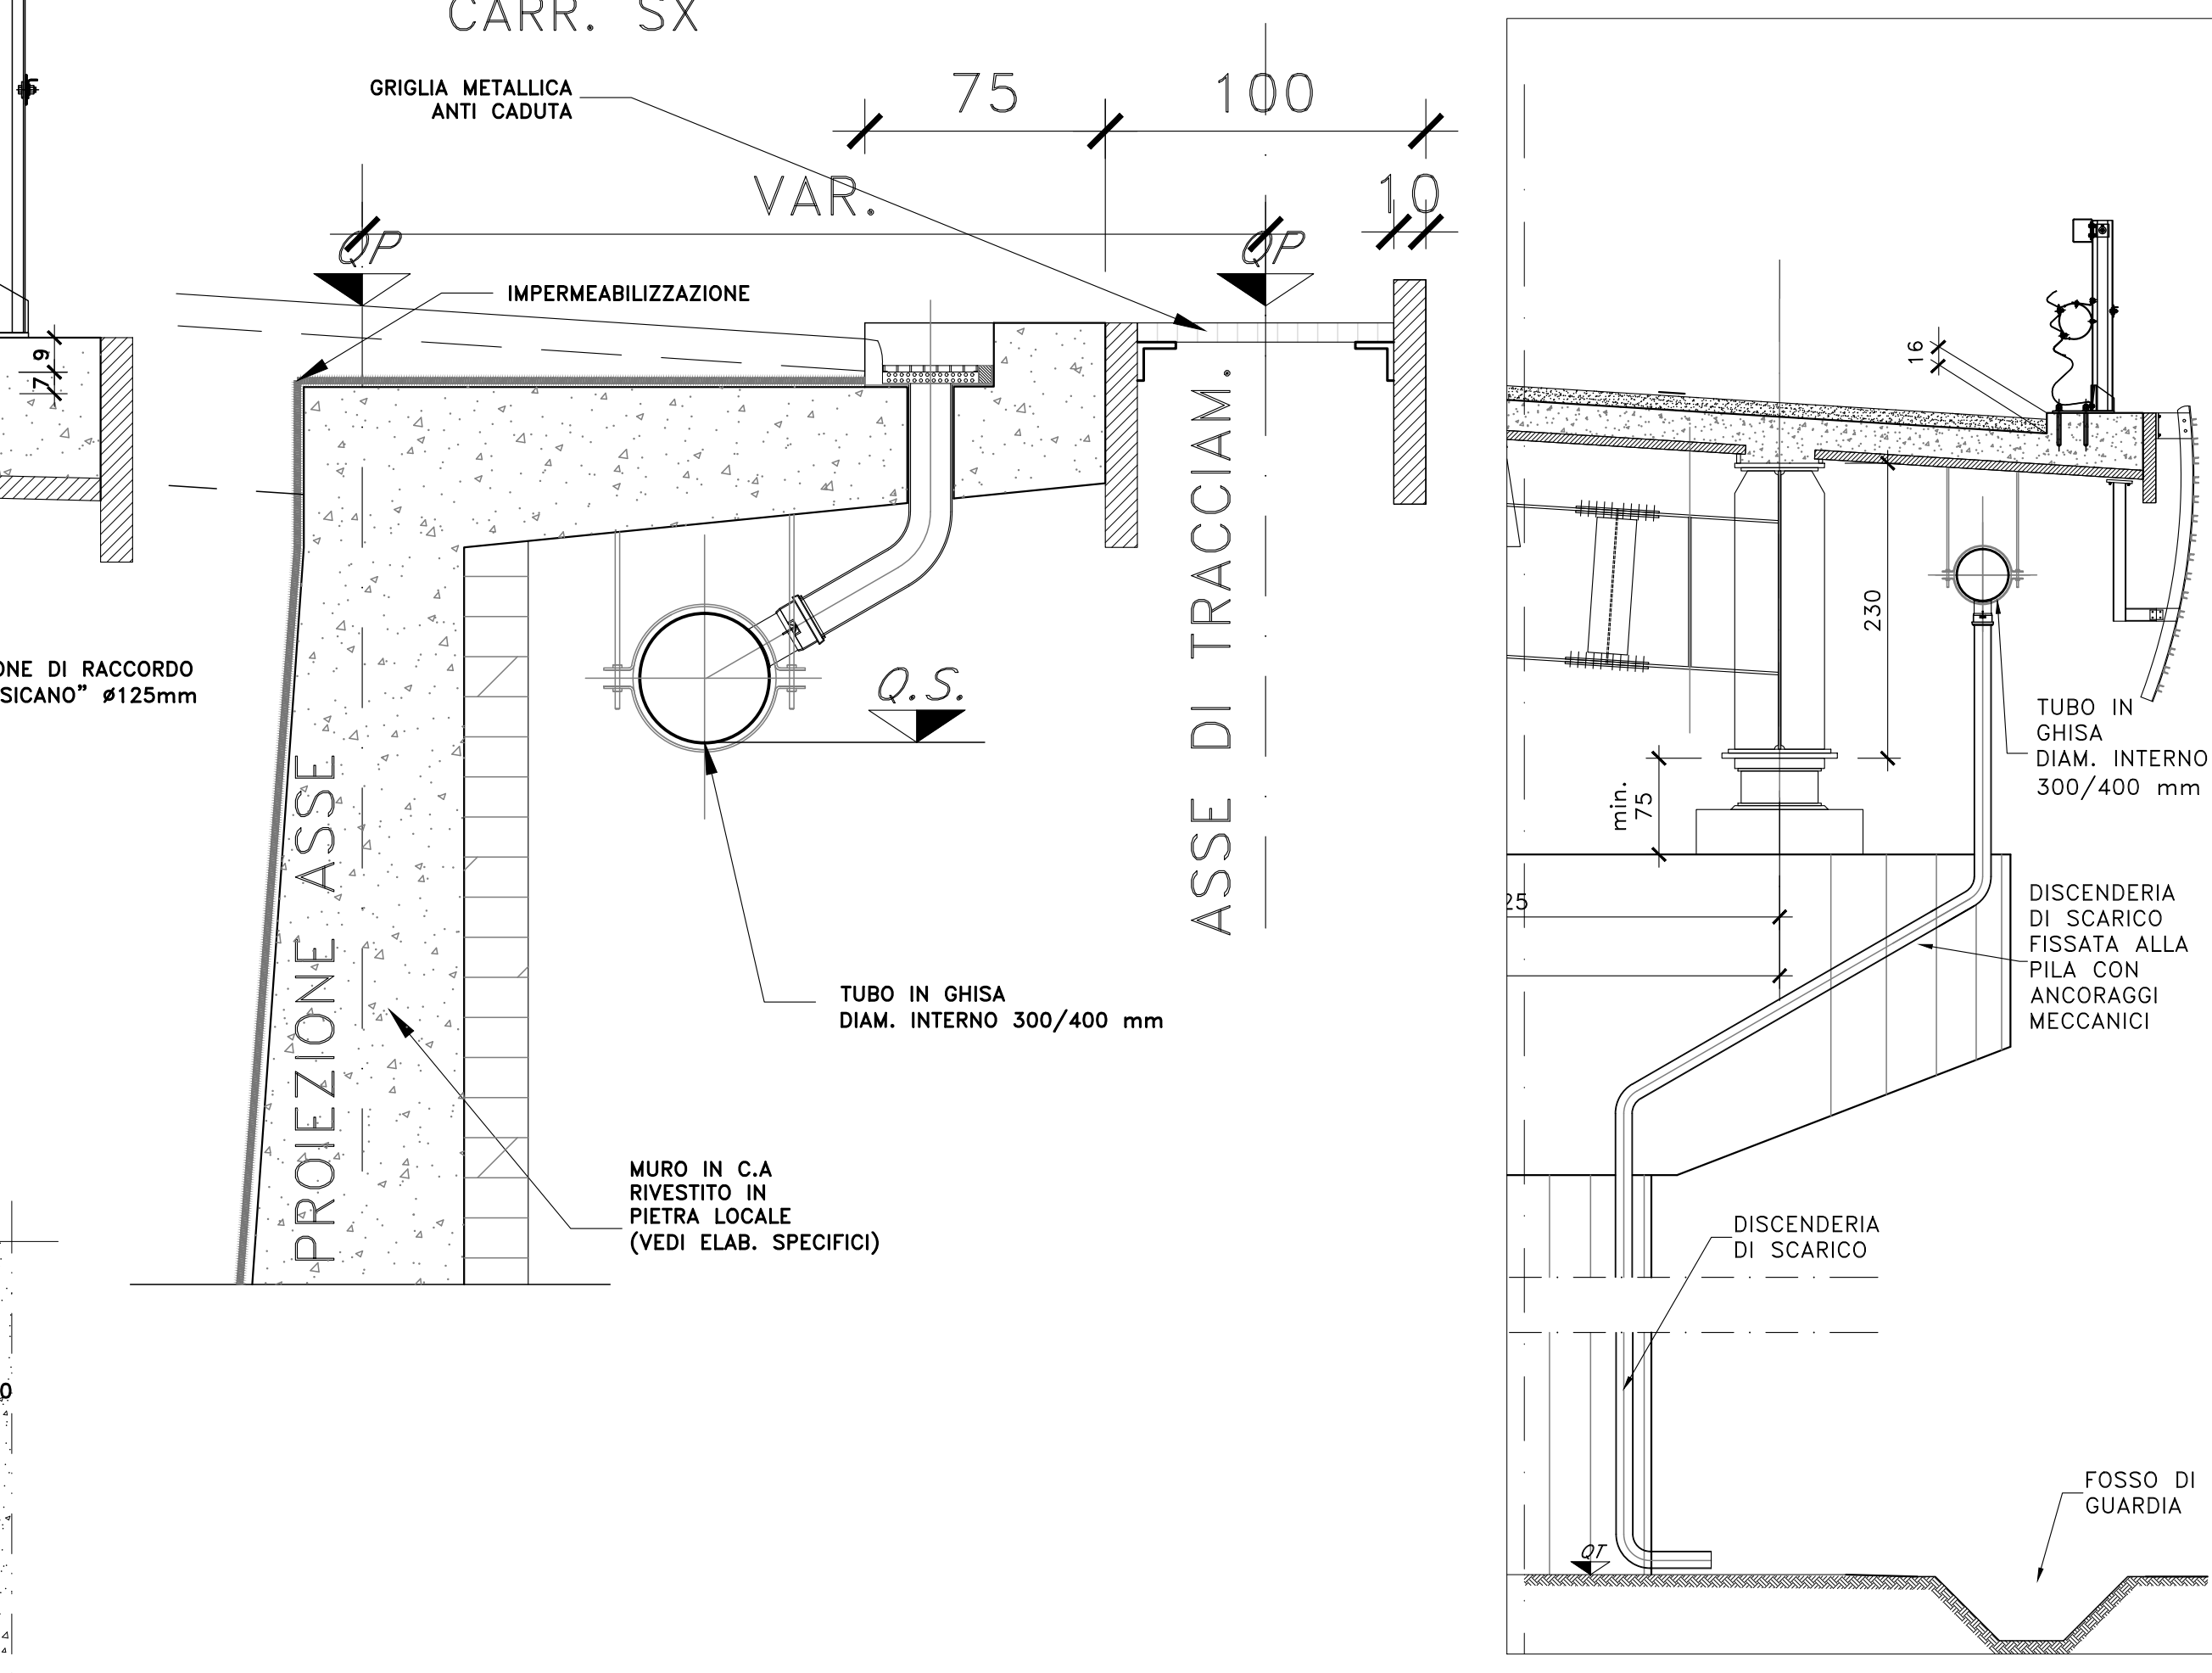 CARR. SX
GRIGLIA METALLICA
ANTI CADUTA
75
100
VAR.
10
QP
QP
IMPERMEABILIZZAZIONE
9
7
ONE DI RACCORDO
SICANO" ø125mm
Q.S.
PROIEZIONE ASSE
ASSE DI TRACCIAM.
TUBO IN GHISA
DIAM. INTERNO 300/400 mm
MURO IN C.A
RIVESTITO IN
PIETRA LOCALE
(VEDI ELAB. SPECIFICI)
0
16
230
min.
75
25
TUBO IN
GHISA
DIAM. INTERNO
300/400 mm
DISCENDERIA
DI SCARICO
FISSATA ALLA
PILA CON
ANCORAGGI
MECCANICI
DISCENDERIA
DI SCARICO
FOSSO DI
GUARDIA
QT